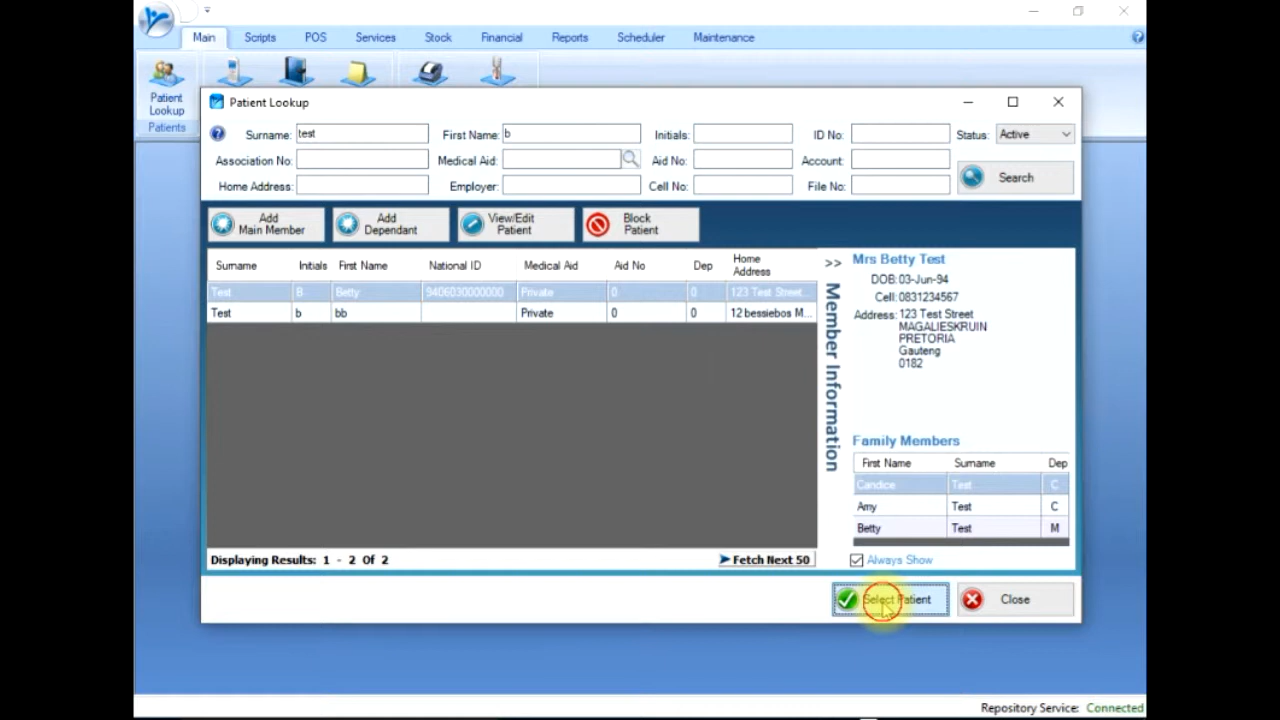 Main Scripts POS Services Stock Financial Reports Scheduler Maintenance
Patient
Lookup
Patients
Patient Lookup
Surname: test First Name: b Initials: ID No: Status: Active
Association No: Medical Aid: Aid No: Account:
Home Address: Employer: Cell No: File No: Search
Add
Main Member
Add
Dependant
View/Edit
Patient
Block
Patient
Surname Initials First Name National ID Medical Aid Aid No Dep Home
Address
Test B Betty 9406030000000 Private 0 0 123 Test Street...
Test b bb Private 0 0 12 bessiebos M...
Displaying Results: 1 - 2 Of 2 Fetch Next 50
>>
Member Information
Mrs Betty Test
DOB: 03-Jun-94
Cell: 0831234567
Address: 123 Test Street
MAGALIESKRUIN
PRETORIA
Gauteng
0182
Family Members
First Name Surname Dep
Candice Test C
Amy Test C
Betty Test M
Always Show
Select Patient Close
Repository Service: Connected